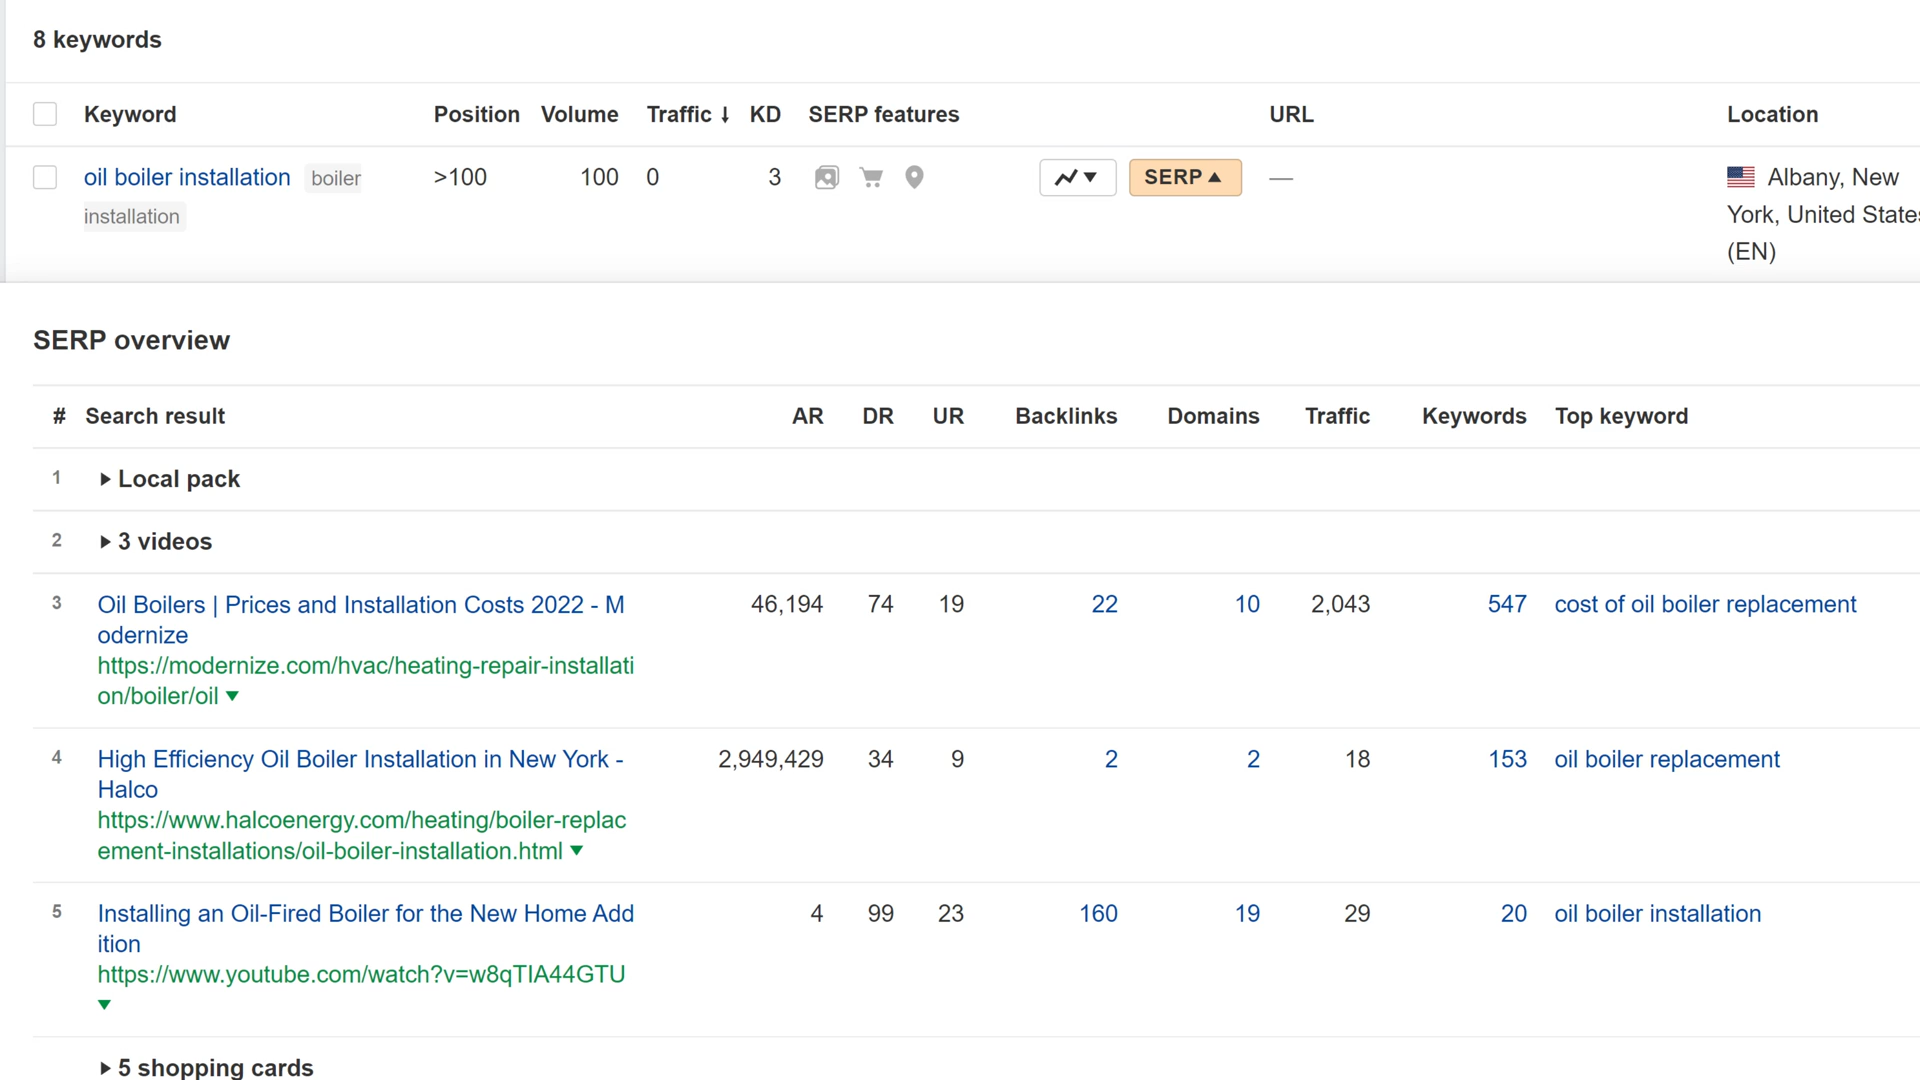 8 keywords
Keyword Position Volume Traffic ↓ KD SERP features URL Location
oil boiler installation boiler >100 100 0 3 SERP — Albany, New
installation York, United States
(EN)
SERP overview
# Search result AR DR UR Backlinks Domains Traffic Keywords Top keyword
1 Local pack
2 3 videos
3 Oil Boilers | Prices and Installation Costs 2022 - M 46,194 74 19 22 10 2,043 547 cost of oil boiler replacement
odernize
https://modernize.com/hvac/heating-repair-installati
on/boiler/oil
4 High Efficiency Oil Boiler Installation in New York - 2,949,429 34 9 2 2 18 153 oil boiler replacement
Halco
https://www.halcoenergy.com/heating/boiler-replac
ement-installations/oil-boiler-installation.html
5 Installing an Oil-Fired Boiler for the New Home Add 4 99 23 160 19 29 20 oil boiler installation
ition
https://www.youtube.com/watch?v=w8qTIA44GTU
5 shopping cards